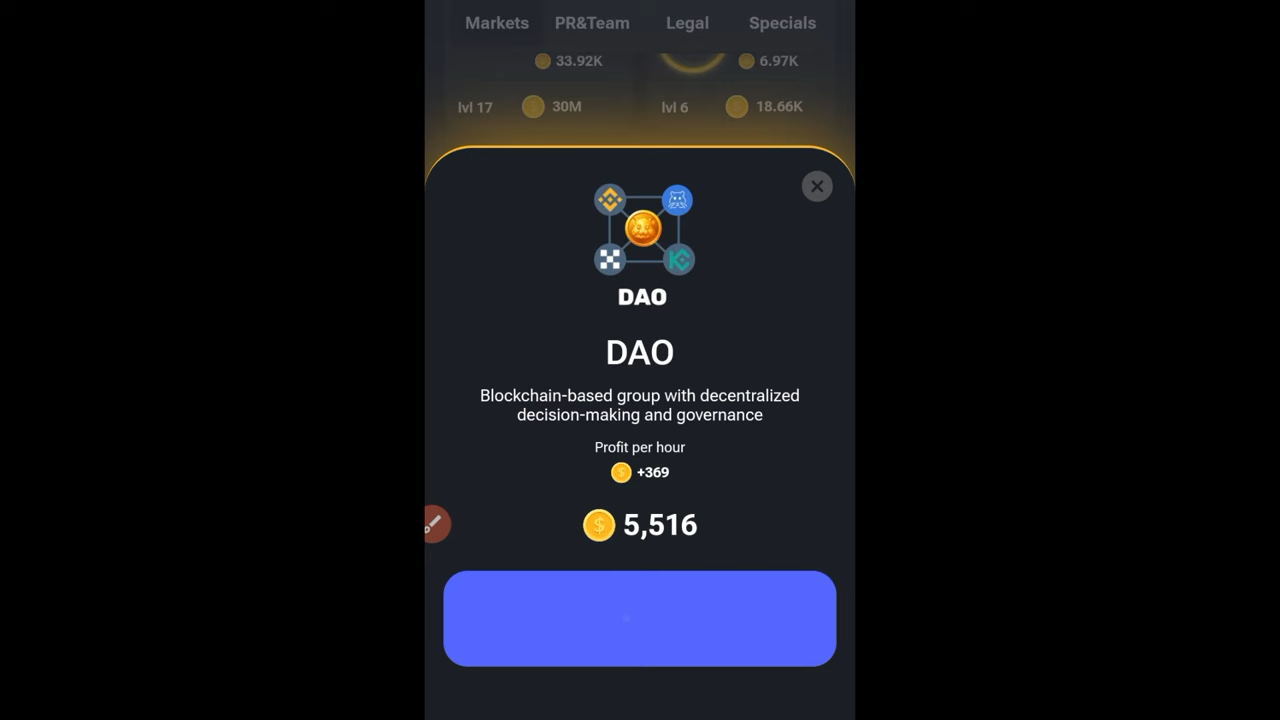 Markets PR&Team Legal Specials
33.92K 6.97K
lvl 17 30M lvl 6 18.66K
DAO
DAO
Blockchain-based group with decentralized
decision-making and governance
Profit per hour
+369
5,516